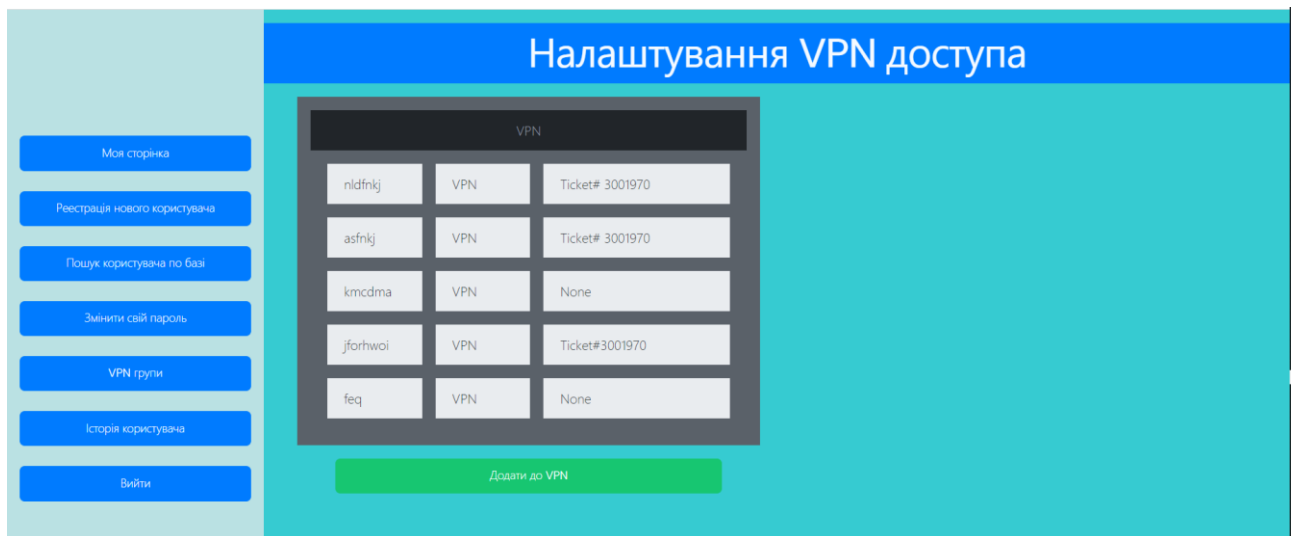 Налаштування VPN доступа
Моя сторінка
Реестрація нового користувача
Пошук користувача по базі
Змінити свій пароль
VPN групи
Історія користувача
Вийти
VPN
nldfnkj VPN Ticket# 3001970
asfnkj VPN Ticket# 3001970
kmcdma VPN None
jforhwoi VPN Ticket#3001970
feq VPN None
Додати до VPN